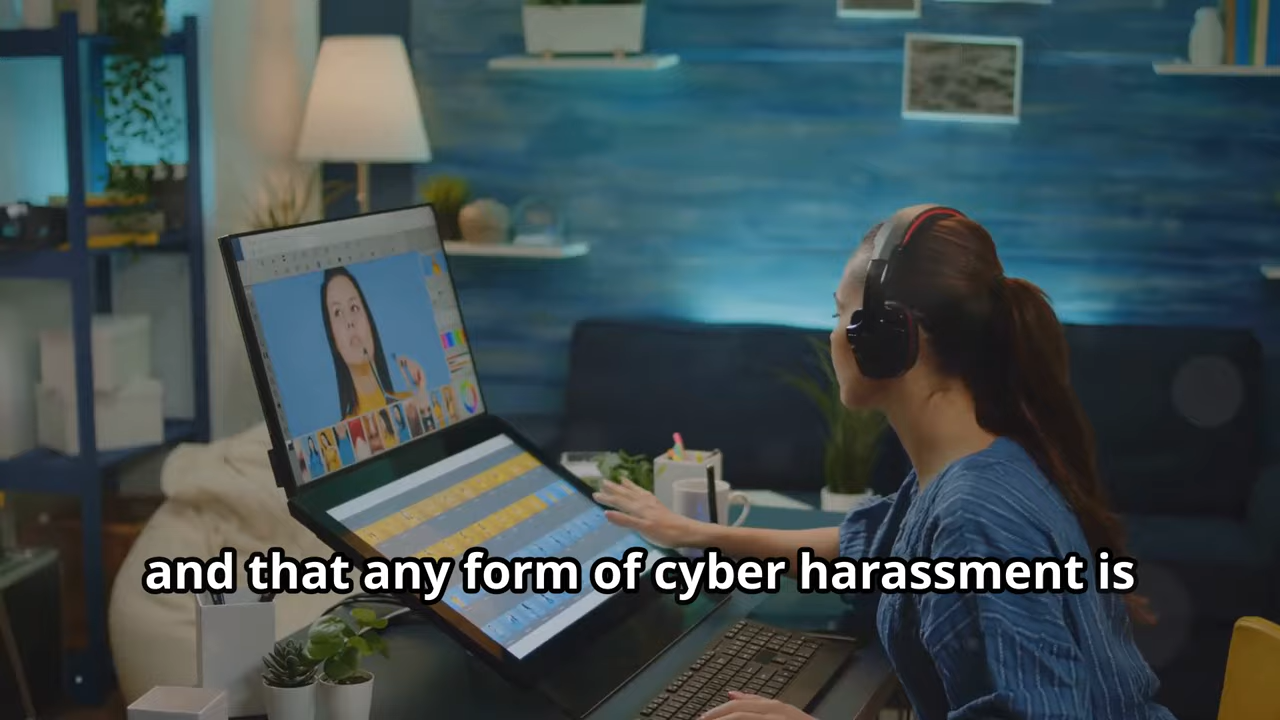 and that any form of cyber harassment is